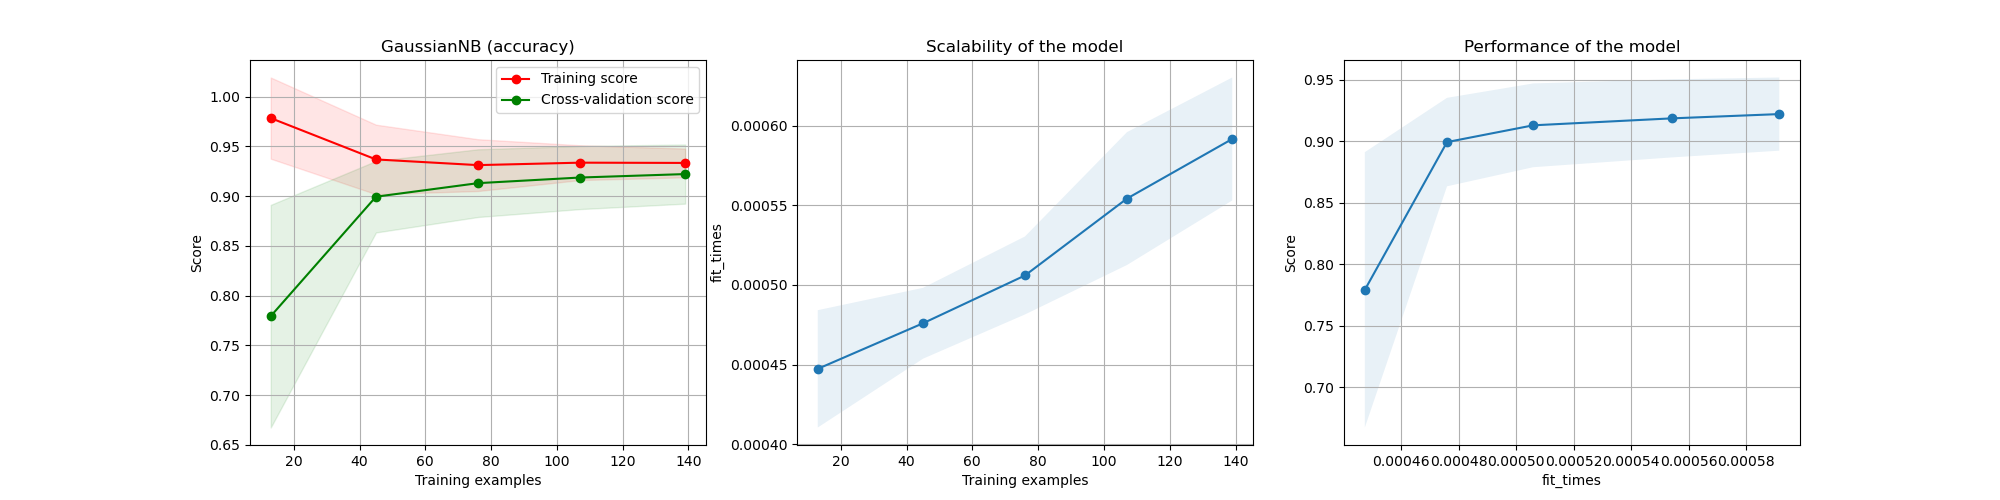 GaussianNB (accuracy)
Training score
Cross-validation score
Score
1.00
0.95
0.90
0.85
0.80
0.75
0.70
0.65
20 40 60 80 100 120 140
Training examples
Scalability of the model
fit_times
0.00060
0.00055
0.00050
0.00045
0.00040
20 40 60 80 100 120 140
Training examples
Performance of the model
Score
0.95
0.90
0.85
0.80
0.75
0.70
0.00046 0.00048 0.00050 0.00052 0.00054 0.00056 0.00058
fit_times